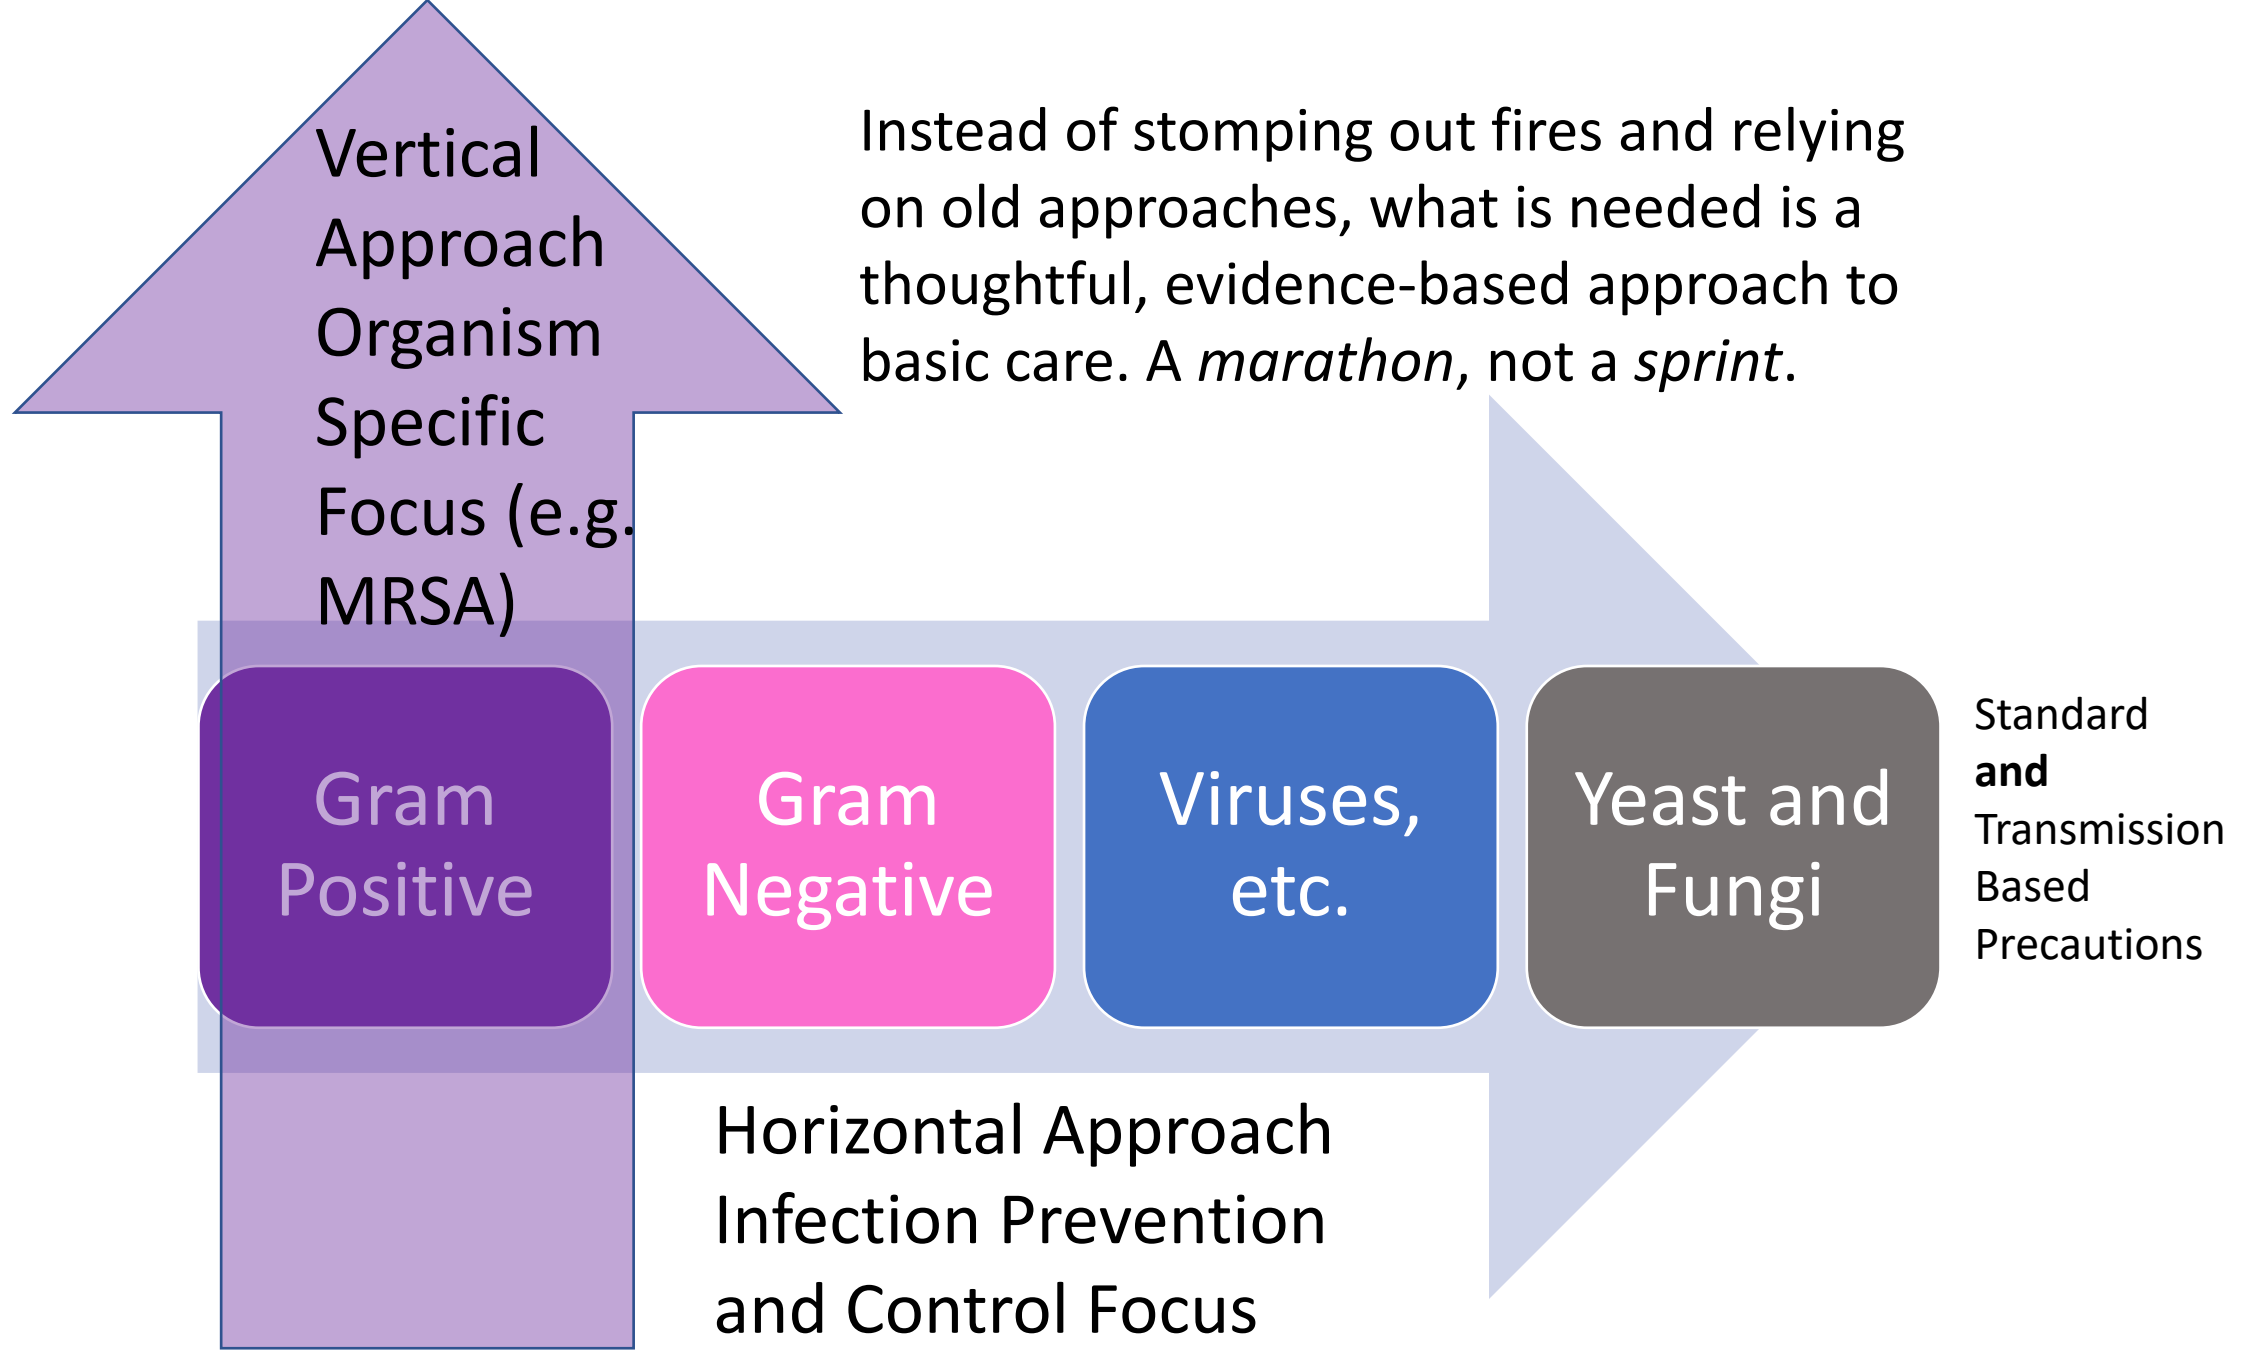 Vertical
Approach
Organism
Specific
Focus (e.g.
MRSA)
Instead of stomping out fires and relying
on old approaches, what is needed is a
thoughtful, evidence-based approach to
basic care. A marathon, not a sprint.
Gram
Positive
Gram
Negative
Viruses,
etc.
Yeast and
Fungi
Standard
and
Transmission
Based
Precautions
Horizontal Approach
Infection Prevention
and Control Focus